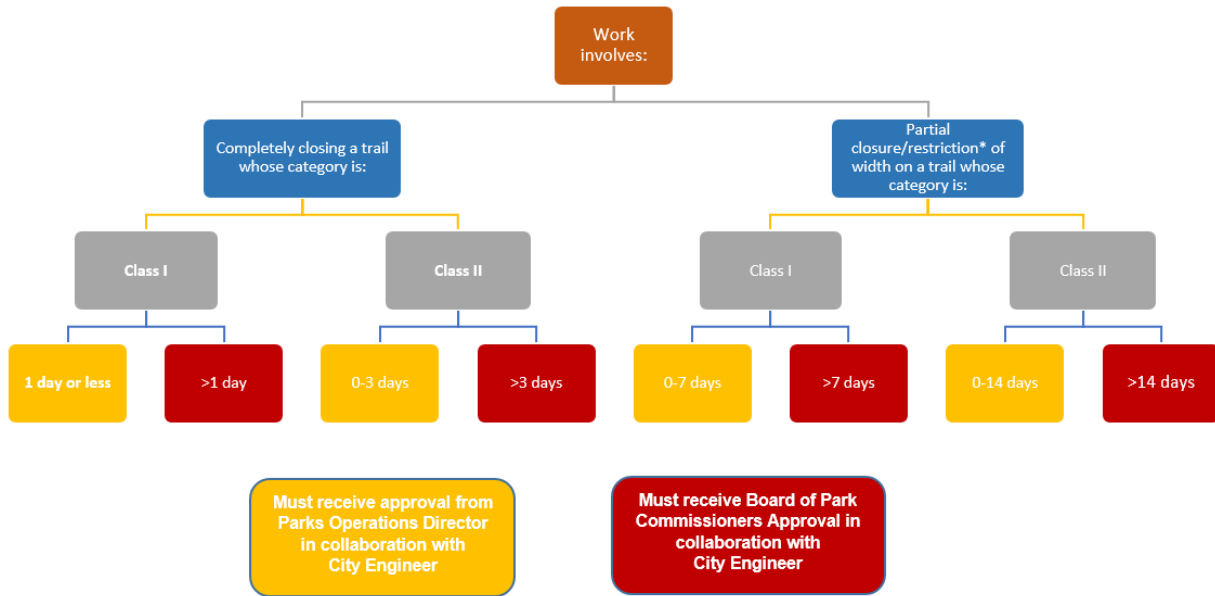 Work
involves:
Completely closing a trail
whose category is:
Partial
closure/restriction* of
width on a trail whose
category is:
Class I
Class II
Class I
Class II
1 day or less
>1 day
0-3 days
>3 days
0-7 days
>7 days
0-14 days
>14 days
Must receive approval from
Parks Operations Director
in collaboration with
City Engineer
Must receive Board of Park
Commissioners Approval in
collaboration with
City Engineer